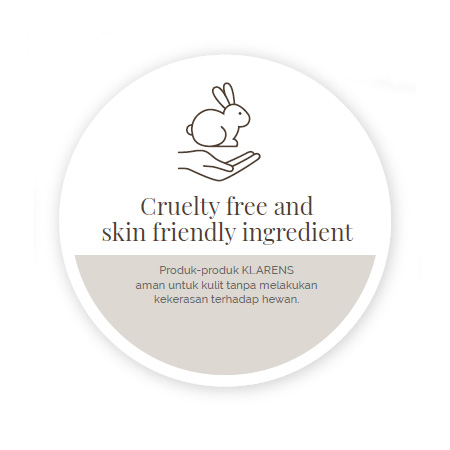 Cruelty free and
skin friendly ingredient
Produk-produk KLARENS
aman untuk kulit tanpa melakukan
kekerasan terhadap hewan.